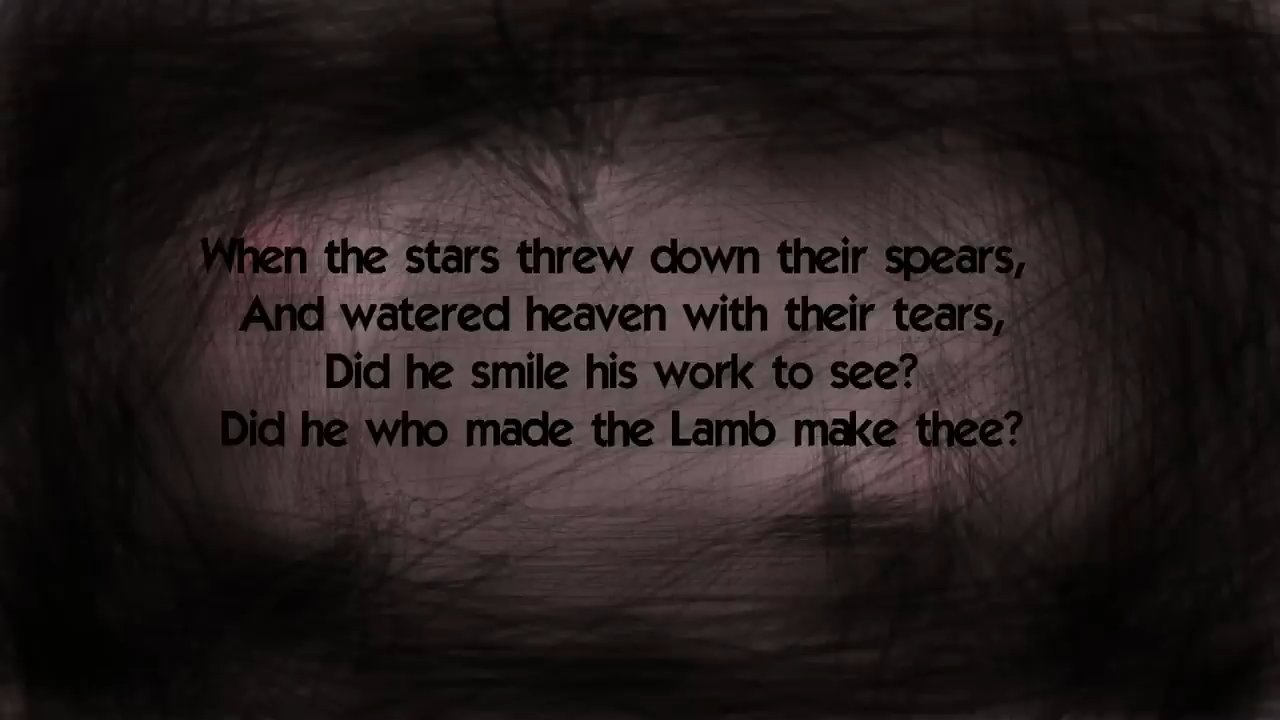 When the stars threw down their spears,
And watered heaven with their tears,
Did he smile his work to see?
Did he who made the Lamb make thee?